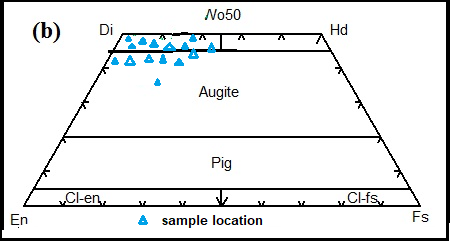 (b)
Wo50
Di
Hd
Augite
Pig
Cl-en
Cl-fs
En
Fs
sample location